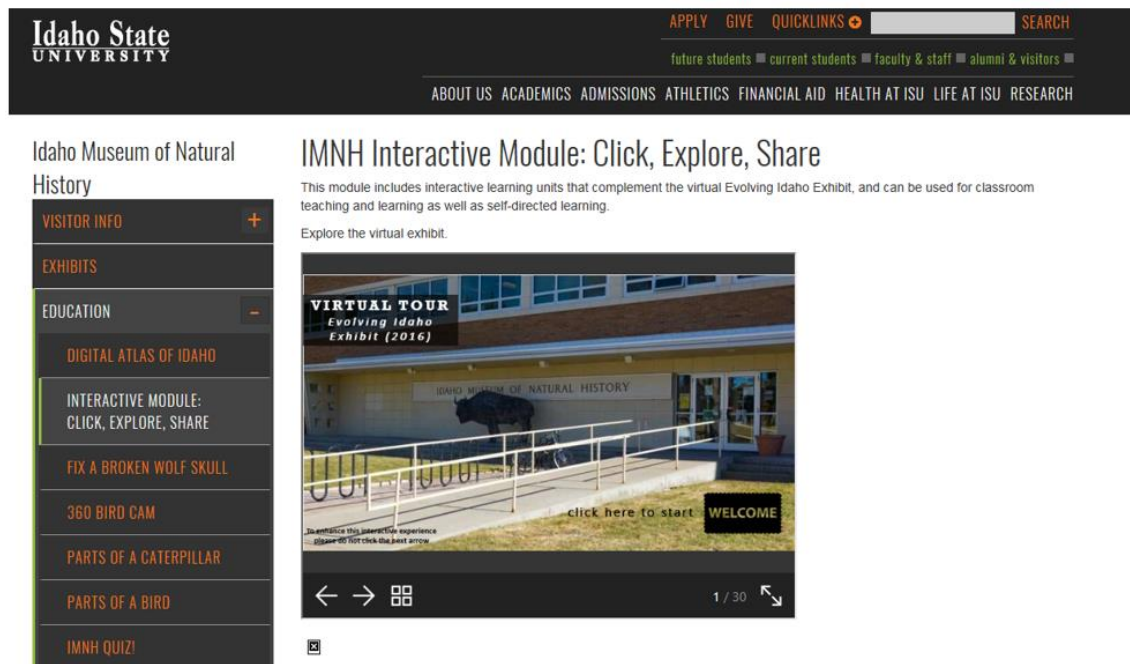 Idaho State
UNIVERSITY
APPLY GIVE QUICKLINKS SEARCH
future students current students faculty & staff alumni & visitors
ABOUT US ACADEMICS ADMISSIONS ATHLETICS FINANCIAL AID HEALTH AT ISU LIFE AT ISU RESEARCH
Idaho Museum of Natural
History
VISITOR INFO +
EXHIBITS
EDUCATION -
DIGITAL ATLAS OF IDAHO
INTERACTIVE MODULE:
CLICK, EXPLORE, SHARE
FIX A BROKEN WOLF SKULL
360 BIRD CAM
PARTS OF A CATERPILLAR
PARTS OF A BIRD
IMNH QUIZ!
IMNH Interactive Module: Click, Explore, Share
This module includes interactive learning units that complement the virtual Evolving Idaho Exhibit, and can be used for classroom
teaching and learning as well as self-directed learning.
Explore the virtual exhibit.
VIRTUAL TOUR
Evolving Idaho
Exhibit (2016)
IDAHO MUSEUM OF NATURAL HISTORY
click here to start WELCOME
To enhance this interactive experience
please do not click the next arrow
1 / 30